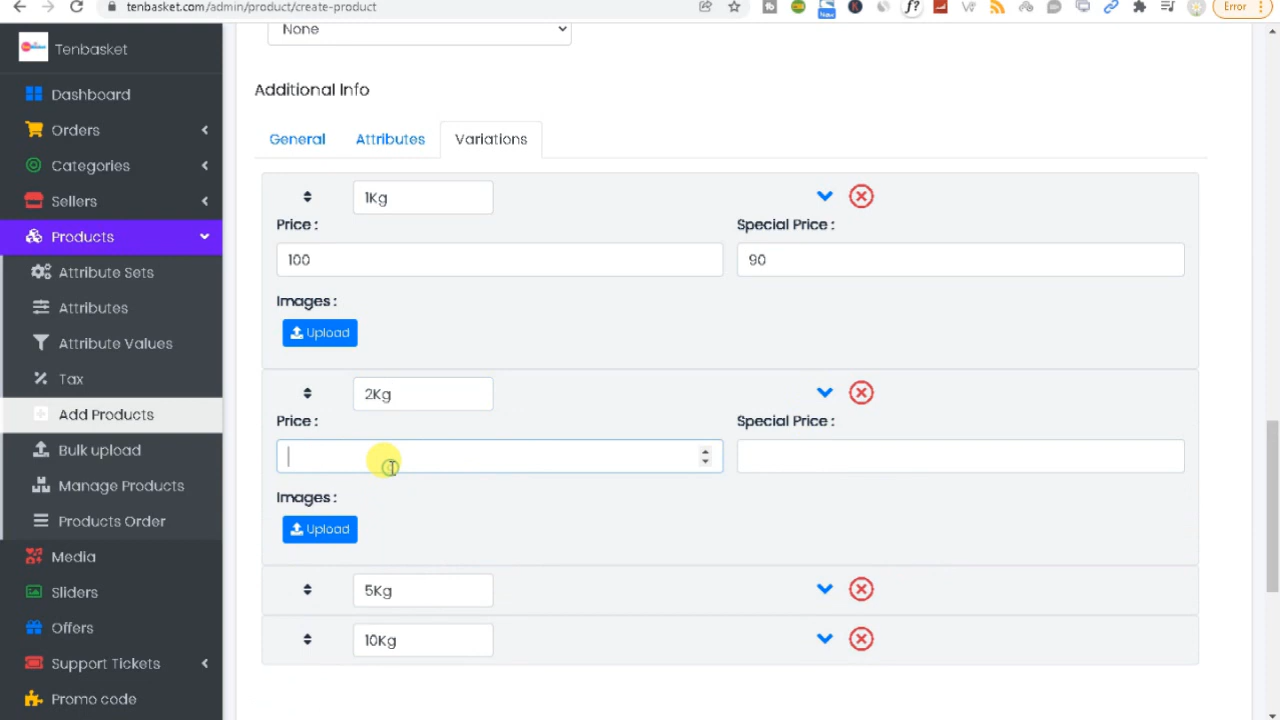 tenbasket.com/admin/product/create-product
Error
New
Tenbasket
Dashboard
Orders
Categories
Sellers
Products
Attribute Sets
Attributes
Attribute Values
Tax
Add Products
Bulk upload
Manage Products
Products Order
Media
Sliders
Offers
Support Tickets
Promo code
None
Additional Info
General Attributes Variations
1Kg
Price : Special Price :
100 90
Images :
Upload
2Kg
Price : Special Price :
Images :
Upload
5Kg
10Kg